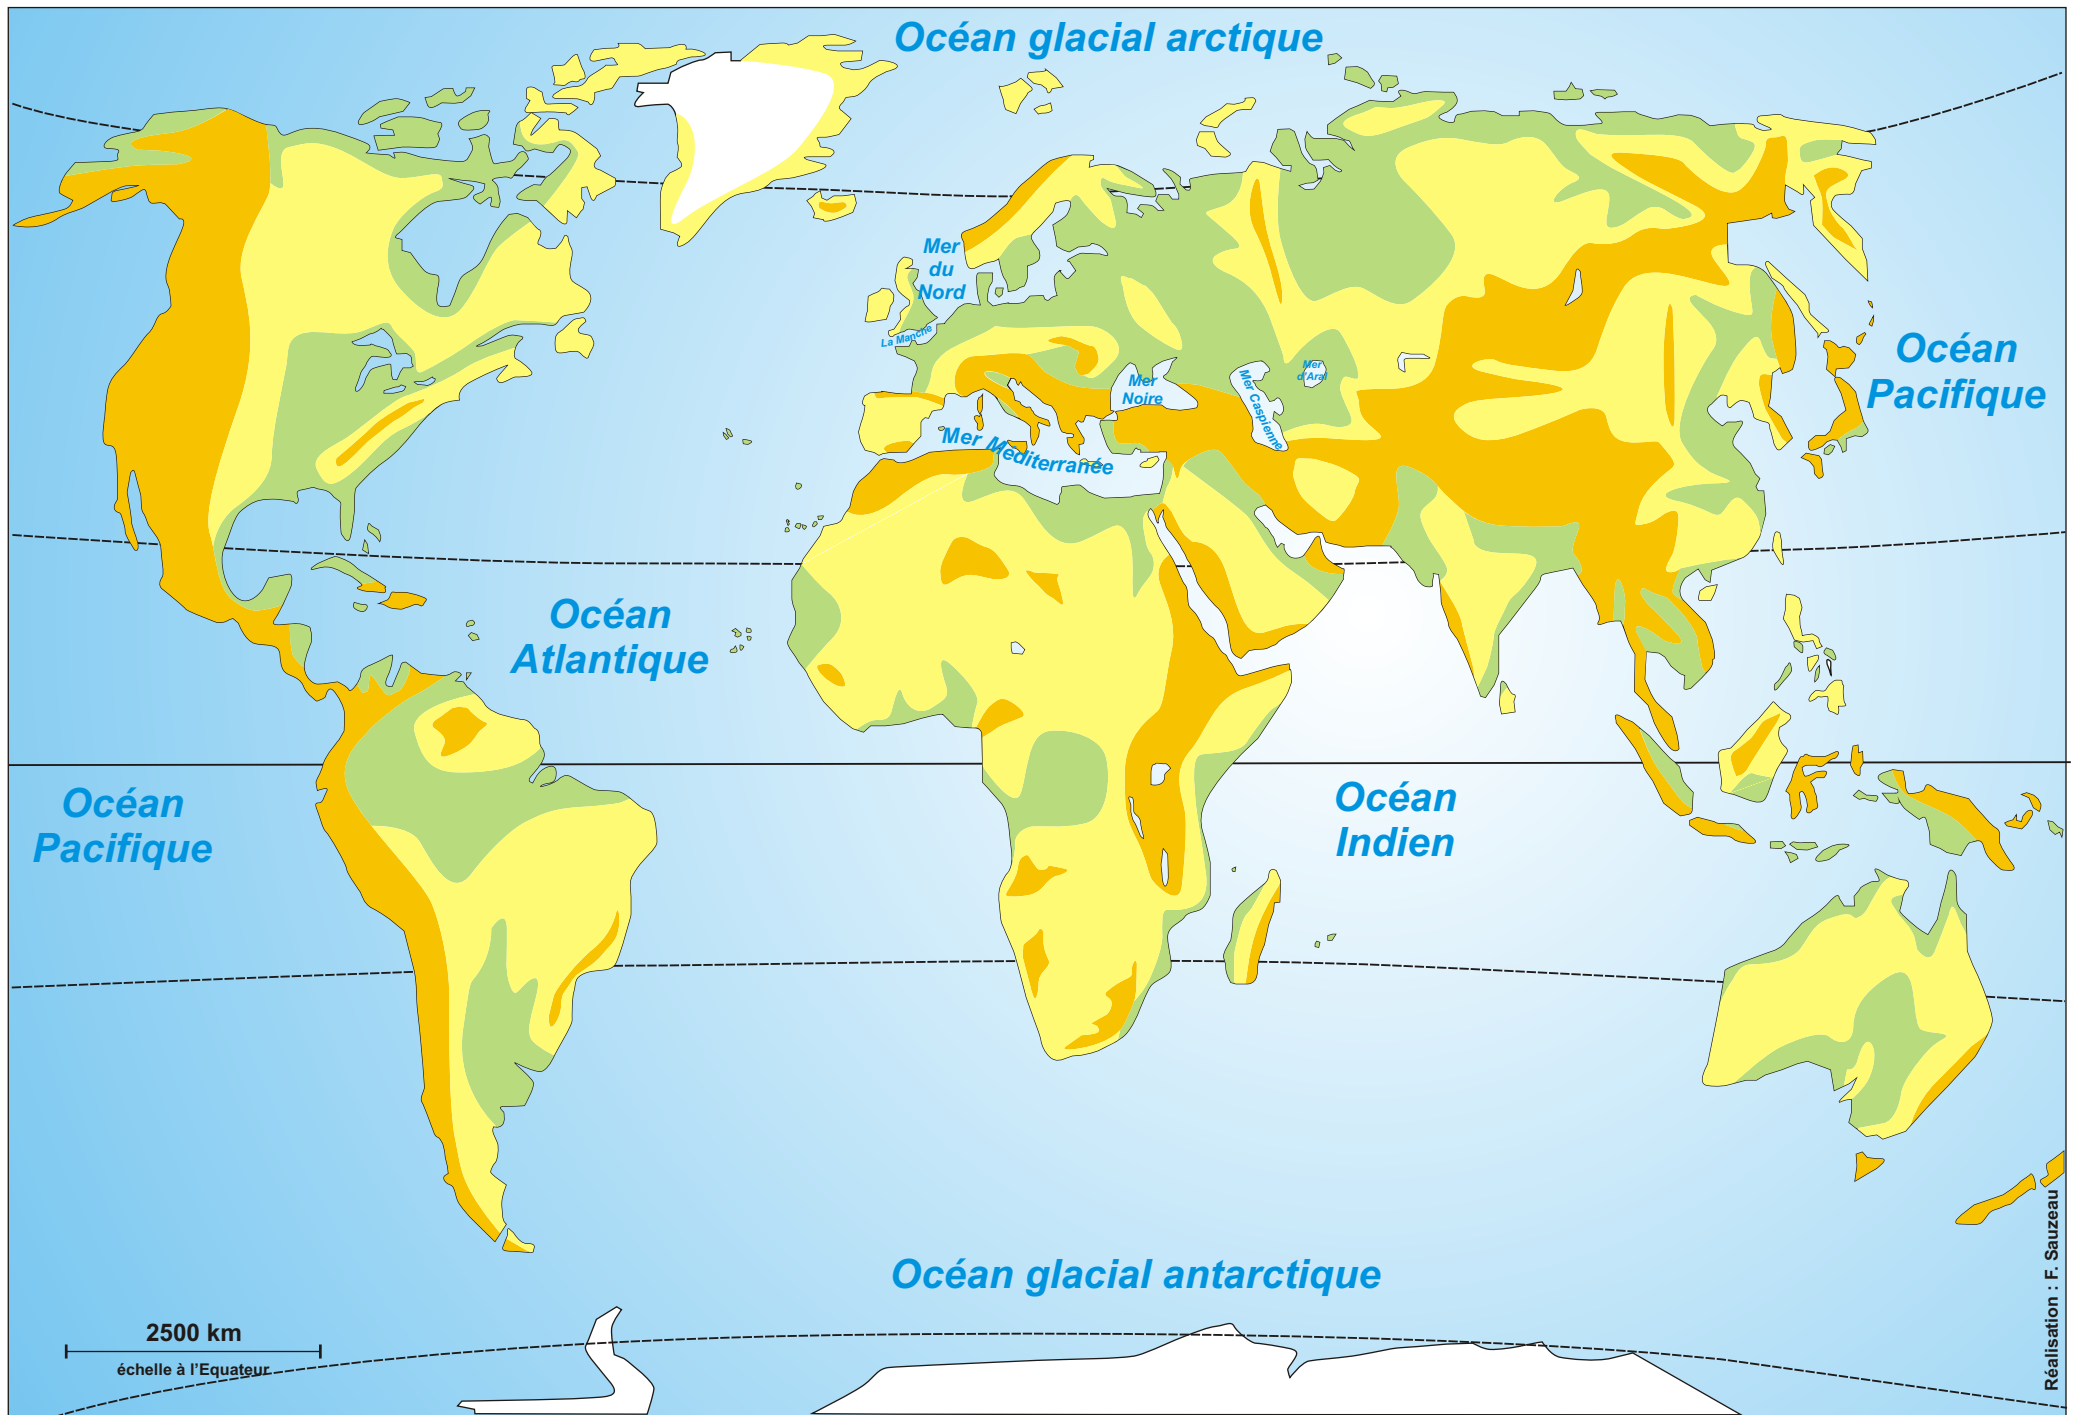 Océan glacial arctique
Mer
du
Nord
La Manche
Mer
Noire
Mer Caspienne
Mer
d'Aral
Mer Méditerranée
Océan
Pacifique
Océan
Atlantique
Océan
Pacifique
Océan
Indien
Océan glacial antarctique
2500 km
échelle à l'Equateur
Réalisation : F. Sauzeau